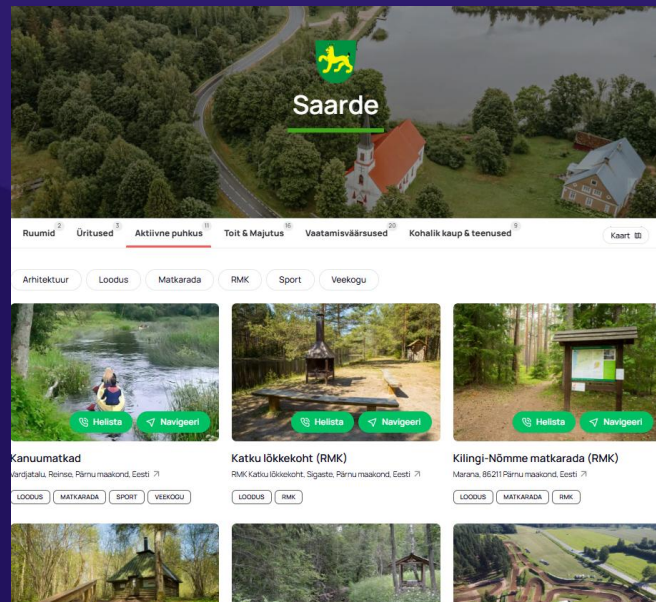 Saarde
Ruumid 2 Üritused 3 Aktiivne puhkus 11 Toit & Majutus 16 Vaatamisväärsused 20 Kohalik kaup & teenused 9 Kaart
Arhitektuur Loodus Matkarada RMK Sport Veekogu
Helista Navigeeri Helista Navigeeri Helista Navigeeri
Kanuumatkad
Vardjatalu, Reinse, Pärnu maakond, Eesti
LOODUS MATKARADA SPORT VEEKOGU
Katku lõkkekoht (RMK)
RMK Katku lõkkekoht, Sigaste, Pärnu maakond, Eesti
LOODUS RMK
Kilingi-Nõmme matkarada (RMK)
Marana, 86211 Pärnu maakond, Eesti
LOODUS MATKARADA RMK